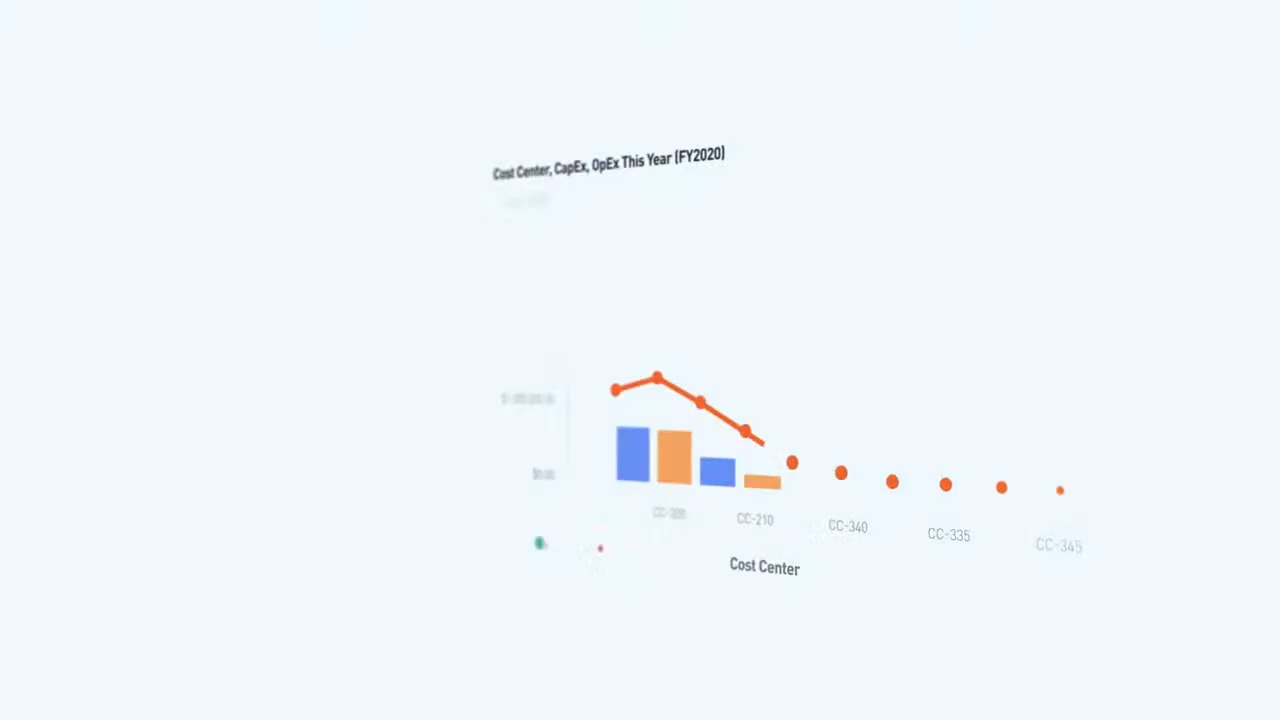 Cost Center, CapEx, OpEx This Year (FY2020)
$0.00
CC-210
CC-340
CC-335
CC-345
Cost Center